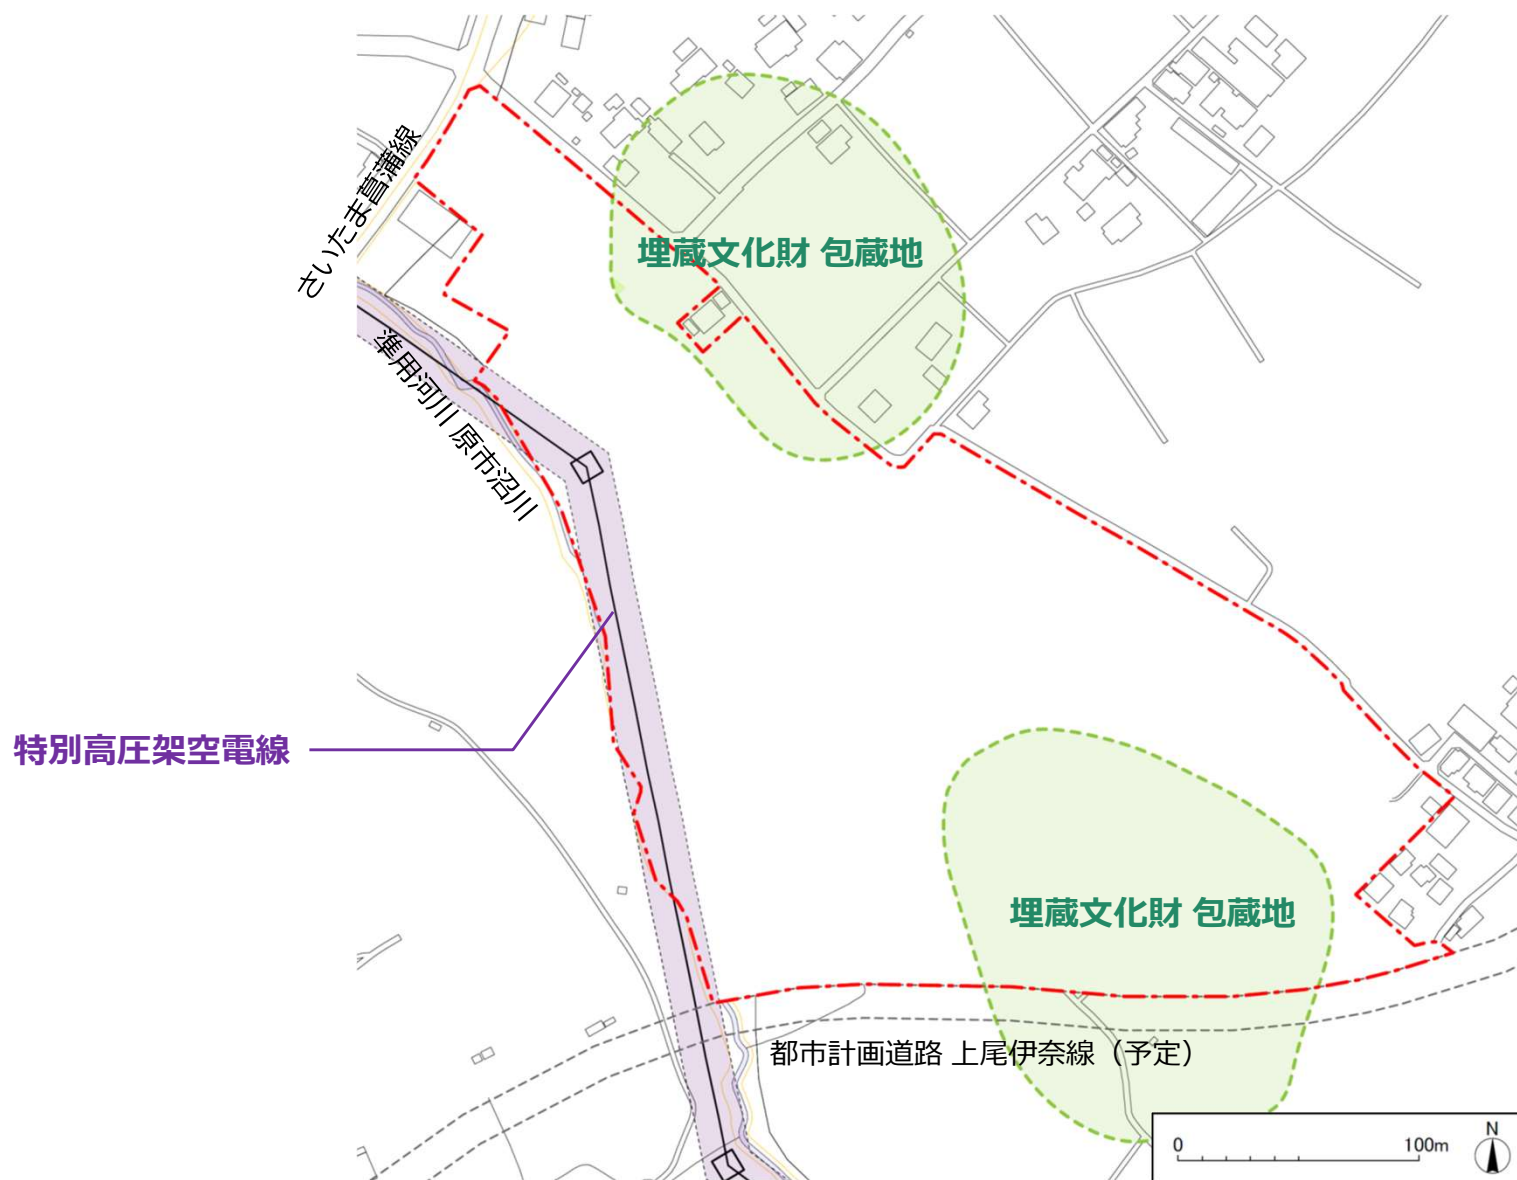 さいたま菖蒲線
埋蔵文化財 包蔵地
準用河川 原市沼川
特別高圧架空電線
埋蔵文化財 包蔵地
都市計画道路 上尾伊奈線（予定）
0 100m
N